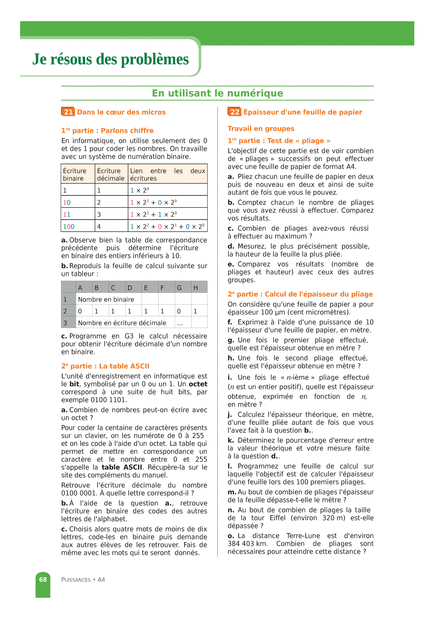 Je résous des problèmes
En utilisant le numérique
21 Dans le cœur des micros
1re partie : Parlons chiffre
En informatique, on utilise seulement des 0
et des 1 pour coder les nombres. On travaille
avec un système de numération binaire.
Écriture binaire | Écriture décimale | Lien entre les deux écritures
1 | 1 | 1 × 2⁰
10 | 2 | 1 × 2¹ + 0 × 2⁰
11 | 3 | 1 × 2¹ + 1 × 2⁰
100 | 4 | 1 × 2² + 0 × 2¹ + 0 × 2⁰
a. Observe bien la table de correspondance
précédente puis détermine l'écriture
en binaire des entiers inférieurs à 10.
b. Reproduis la feuille de calcul suivante sur
un tableur :
A B C D E F G H
1 Nombre en binaire
2 0 1 1 1 1 1 0 1
3 Nombre en écriture décimale ...
c. Programme en G3 le calcul nécessaire
pour obtenir l'écriture décimale d'un nombre
en binaire.
2e partie : La table ASCII
L'unité d'enregistrement en informatique est
le bit, symbolisé par un 0 ou un 1. Un octet
correspond à une suite de huit bits, par
exemple 0100 1101.
a. Combien de nombres peut-on écrire avec
un octet ?
Pour coder la centaine de caractères présents
sur un clavier, on les numérote de 0 à 255
et on les code à l'aide d'un octet. La table qui
permet de mettre en correspondance un
caractère et le nombre entre 0 et 255
s'appelle la table ASCII. Récupère-la sur le
site des compléments du manuel.
Retrouve l'écriture décimale du nombre
0100 0001. À quelle lettre correspond-il ?
b. À l'aide de la question a., retrouve
l'écriture en binaire des codes des autres
lettres de l'alphabet.
c. Choisis alors quatre mots de moins de dix
lettres, code-les en binaire puis demande
aux autres élèves de les retrouver. Fais de
même avec les mots qui te seront donnés.
22 Épaisseur d'une feuille de papier
Travail en groupes
1re partie : Test de « pliage »
L'objectif de cette partie est de voir combien
de « pliages » successifs on peut effectuer
avec une feuille de papier de format A4.
a. Pliez chacun une feuille de papier en deux
puis de nouveau en deux et ainsi de suite
autant de fois que vous le pouvez.
b. Comptez chacun le nombre de pliages
que vous avez réussi à effectuer. Comparez
vos résultats.
c. Combien de pliages avez-vous réussi
à effectuer au maximum ?
d. Mesurez, le plus précisément possible,
la hauteur de la feuille la plus pliée.
e. Comparez vos résultats (nombre de
pliages et hauteur) avec ceux des autres
groupes.
2e partie : Calcul de l'épaisseur du pliage
On considère qu'une feuille de papier a pour
épaisseur 100 µm (cent micromètres).
f. Exprimez à l'aide d'une puissance de 10
l'épaisseur d'une feuille de papier, en mètre.
g. Une fois le premier pliage effectué,
quelle est l'épaisseur obtenue en mètre ?
h. Une fois le second pliage effectué,
quelle est l'épaisseur obtenue en mètre ?
i. Une fois le « n-ième » pliage effectué
(n est un entier positif), quelle est l'épaisseur
obtenue, exprimée en fonction de n,
en mètre ?
j. Calculez l'épaisseur théorique, en mètre,
d'une feuille pliée autant de fois que vous
l'avez fait à la question b..
k. Déterminez le pourcentage d'erreur entre
la valeur théorique et votre mesure faite
à la question d..
l. Programmez une feuille de calcul sur
laquelle l'objectif est de calculer l'épaisseur
d'une feuille lors des 100 premiers pliages.
m. Au bout de combien de pliages l'épaisseur
de la feuille dépasse-t-elle le mètre ?
n. Au bout de combien de pliages la taille
de la tour Eiffel (environ 320 m) est-elle
dépassée ?
o. La distance Terre-Lune est d'environ
384 403 km. Combien de pliages sont
nécessaires pour atteindre cette distance ?
68 PUISSANCES • A4